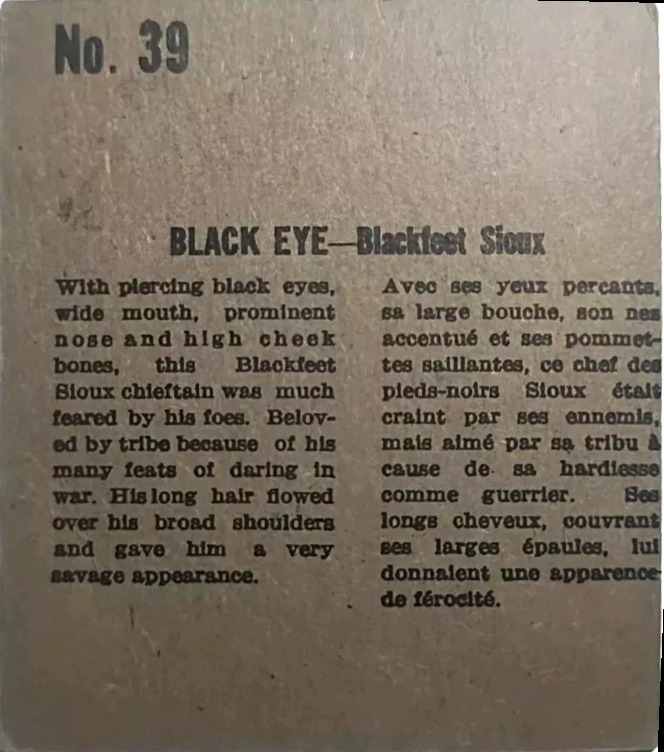 No. 39
BLACK EYE—Blackfeet Sioux
With piercing black eyes,
wide mouth, prominent
nose and high cheek
bones, this Blackfeet
Sioux chieftain was much
feared by his foes. Belov-
ed by tribe because of his
many feats of daring in
war. His long hair flowed
over his broad shoulders
and gave him a very
savage appearance.
Avec ses yeux percants,
sa large bouche, son nes
accentué et ses pommet-
tes saillantes, ce chef des
pieds-noirs Sioux était
craint par ses ennemis,
mais aimé par sa tribu à
cause de sa hardiesse
comme guerrier. Ses
longs cheveux, couvrant
ses larges épaules, lui
donnaient une apparence
de férocité.